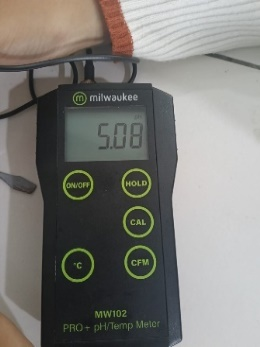 m milwaukee
5.08
ON/OFF HOLD
CAL
°C CFM
MW102
PRO+ pH/Temp Meter